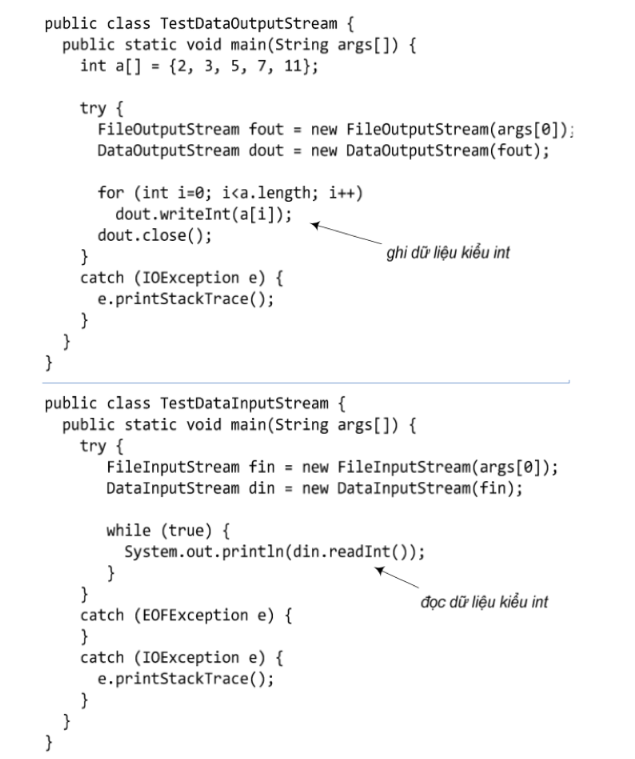 public class TestDataOutputStream {
public static void main(String args[]) {
int a[] = {2, 3, 5, 7, 11};
try {
FileOutputStream fout = new FileOutputStream(args[0]);
DataOutputStream dout = new DataOutputStream(fout);
for (int i=0; i<a.length; i++)
dout.writeInt(a[i]);
dout.close();
ghi dữ liệu kiểu int
}
catch (IOException e) {
e.printStackTrace();
}
}
}
public class TestDataInputStream {
public static void main(String args[]) {
try {
FileInputStream fin = new FileInputStream(args[0]);
DataInputStream din = new DataInputStream(fin);
while (true) {
System.out.println(din.readInt());
}
đọc dữ liệu kiểu int
}
catch (EOFException e) {
}
catch (IOException e) {
e.printStackTrace();
}
}
}